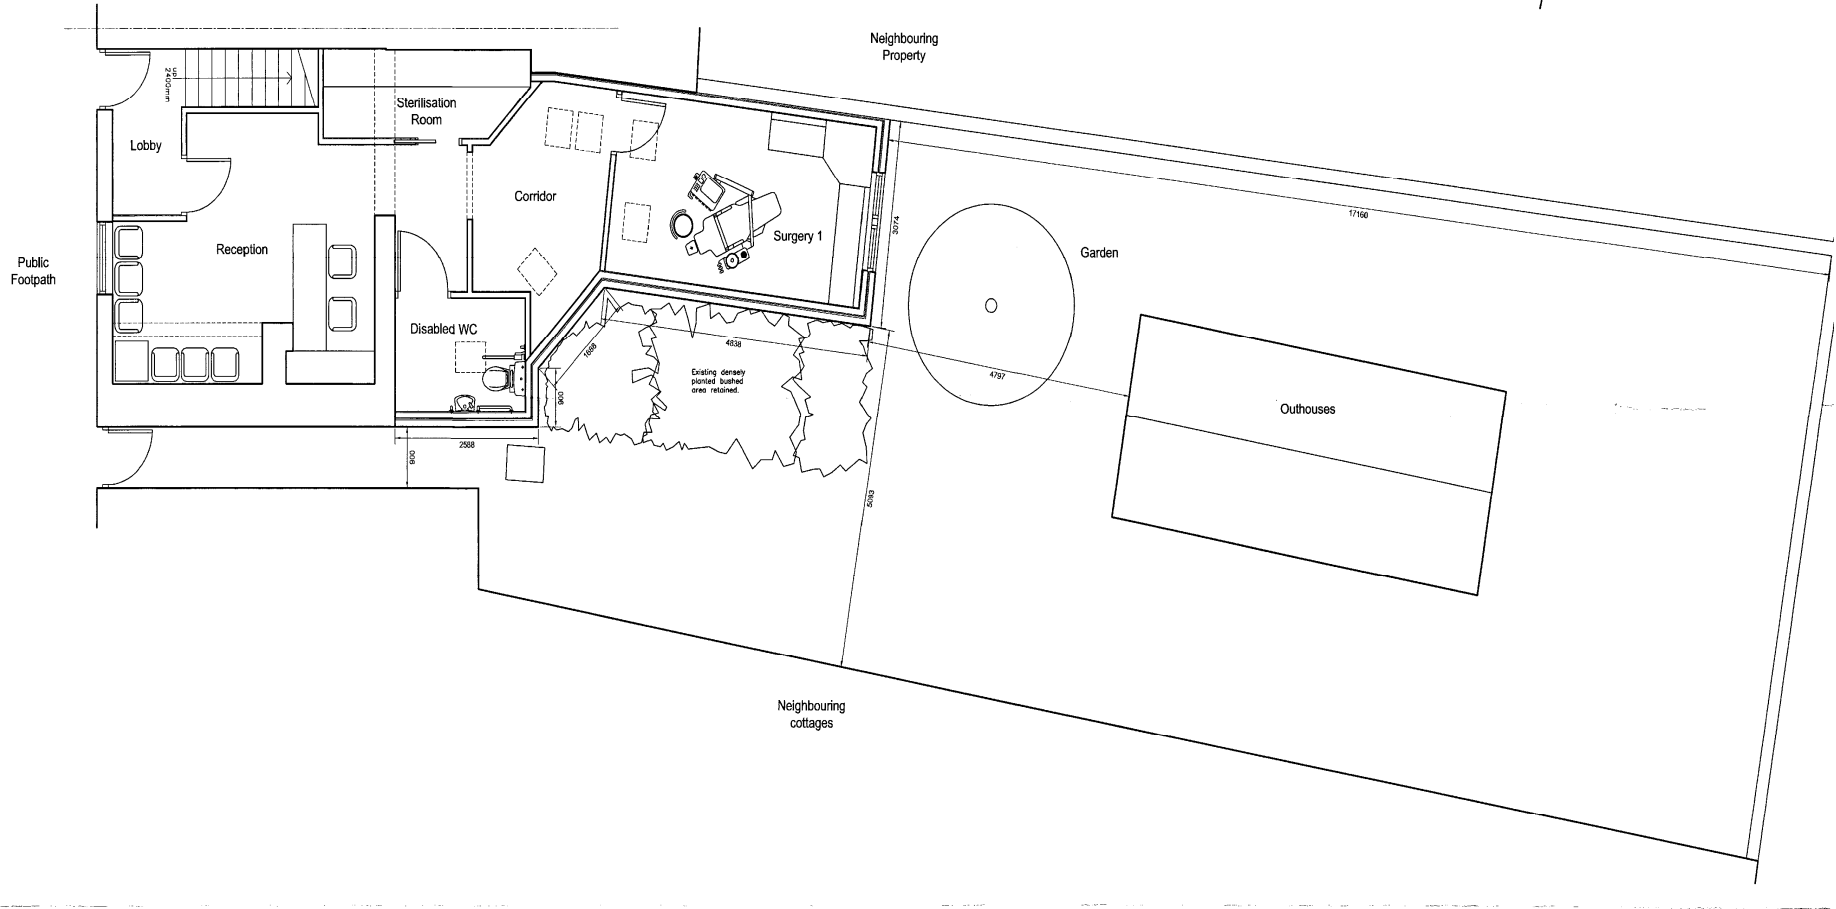 Neighbouring
Property
up
2400mm
Sterilisation
Room
Lobby
Corridor
Reception
Surgery 1
3074
17160
Garden
Public
Footpath
Disabled WC
1668
4838
4797
Existing densely
planted bushed
area retained.
900
Outhouses
2588
900
5093
Neighbouring
cottages